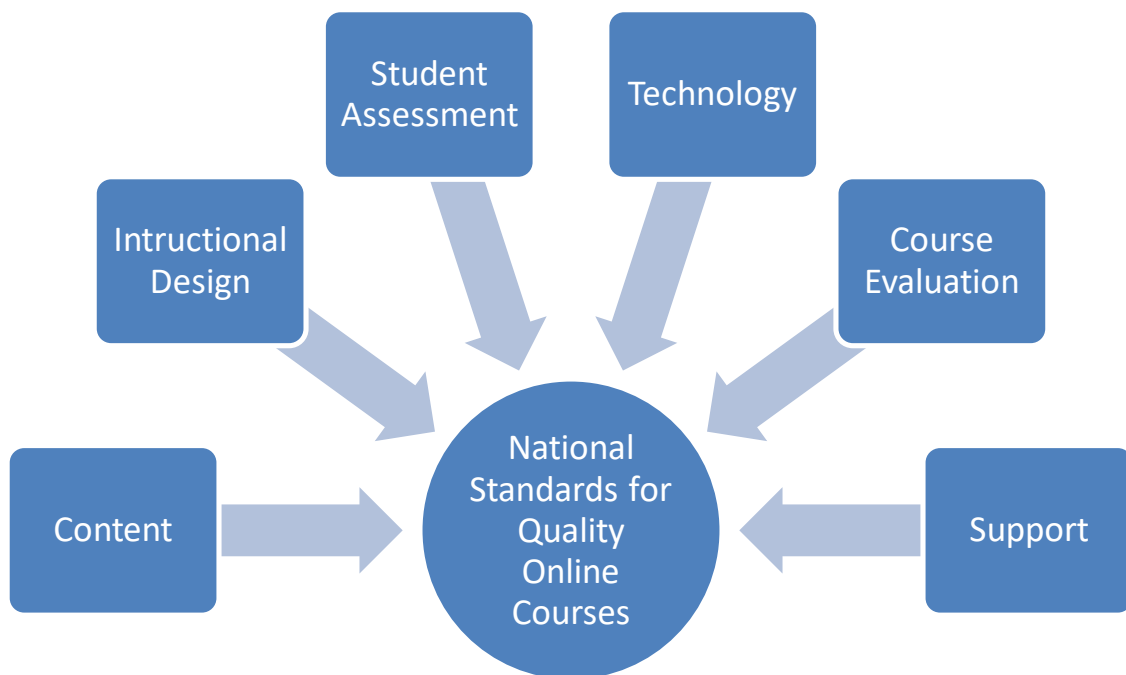 Student
Assessment
Technology
Intructional
Design
Course
Evaluation
Content
National
Standards for
Quality
Online
Courses
Support